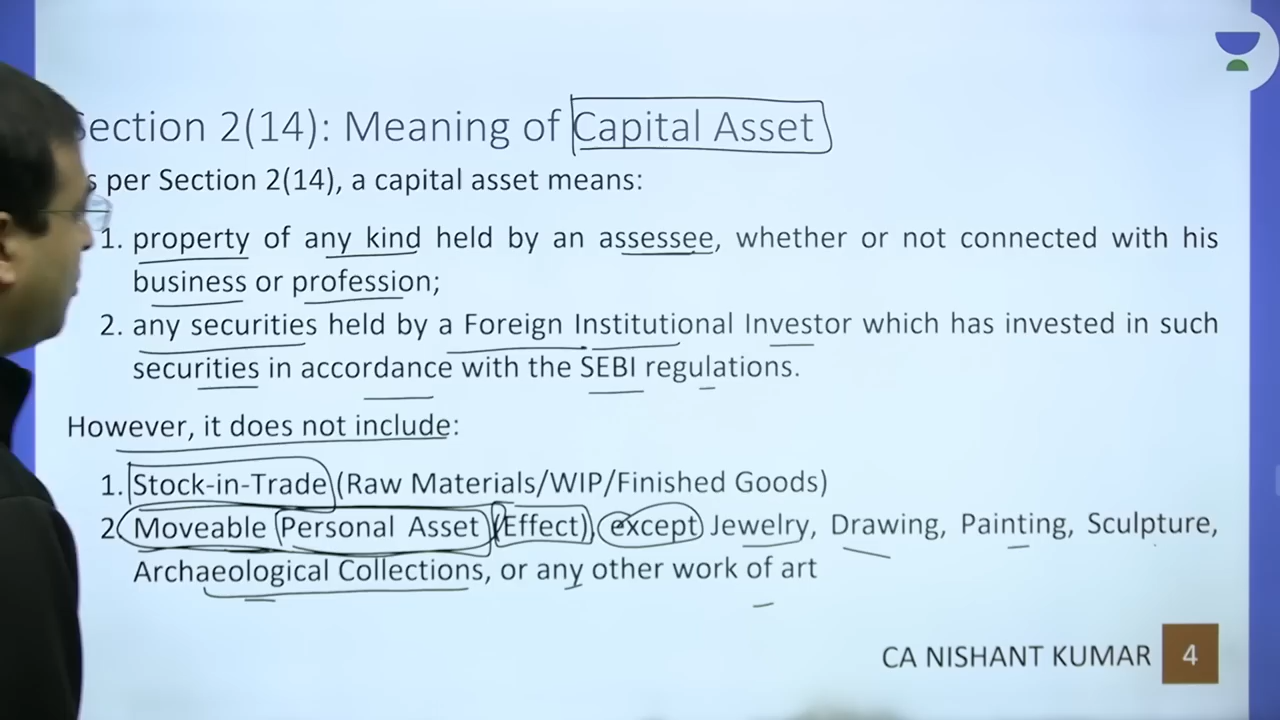 Section 2(14): Meaning of Capital Asset
As per Section 2(14), a capital asset means:
1. property of any kind held by an assessee, whether or not connected with his
business or profession;
2. any securities held by a Foreign Institutional Investor which has invested in such
securities in accordance with the SEBI regulations.
However, it does not include:
1. Stock-in-Trade (Raw Materials/WIP/Finished Goods)
2 Moveable Personal Asset (Effect), except Jewelry, Drawing, Painting, Sculpture,
Archaeological Collections, or any other work of art
CA NISHANT KUMAR 4